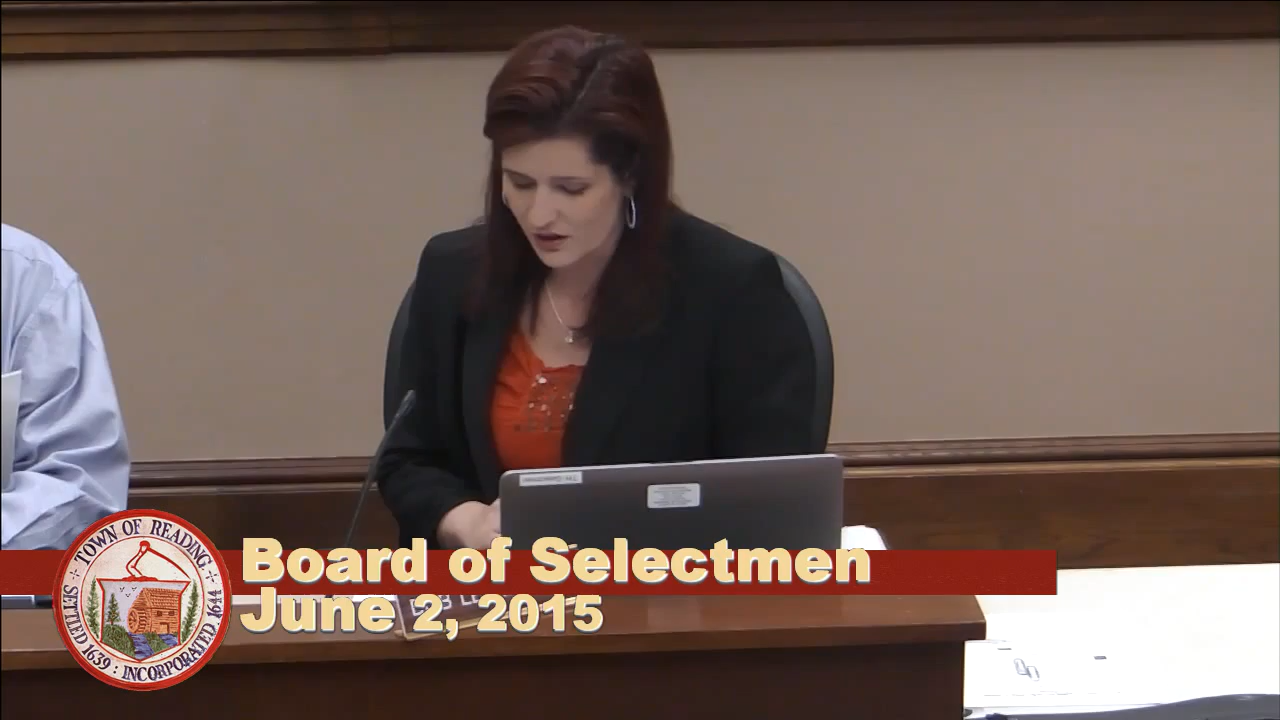 TOWN OF READING
SETTLED 1639 : INCORPORATED 1644
Board of Selectmen
June 2, 2015